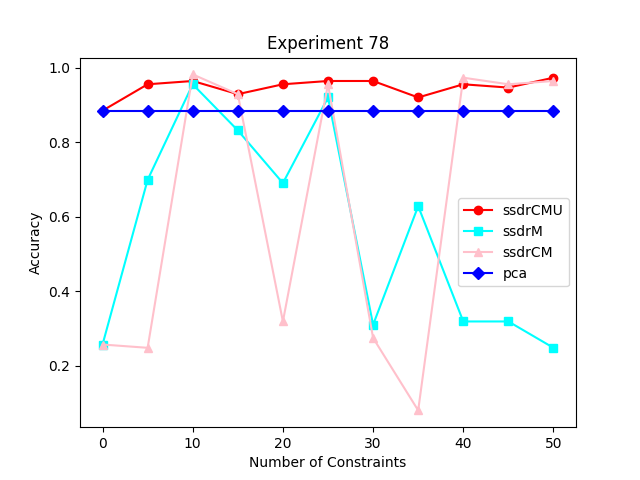 Experiment 78
1.0
0.8
0.6
0.4
0.2
Accuracy
ssdrCMU
ssdrM
ssdrCM
pca
0 10 20 30 40 50
Number of Constraints